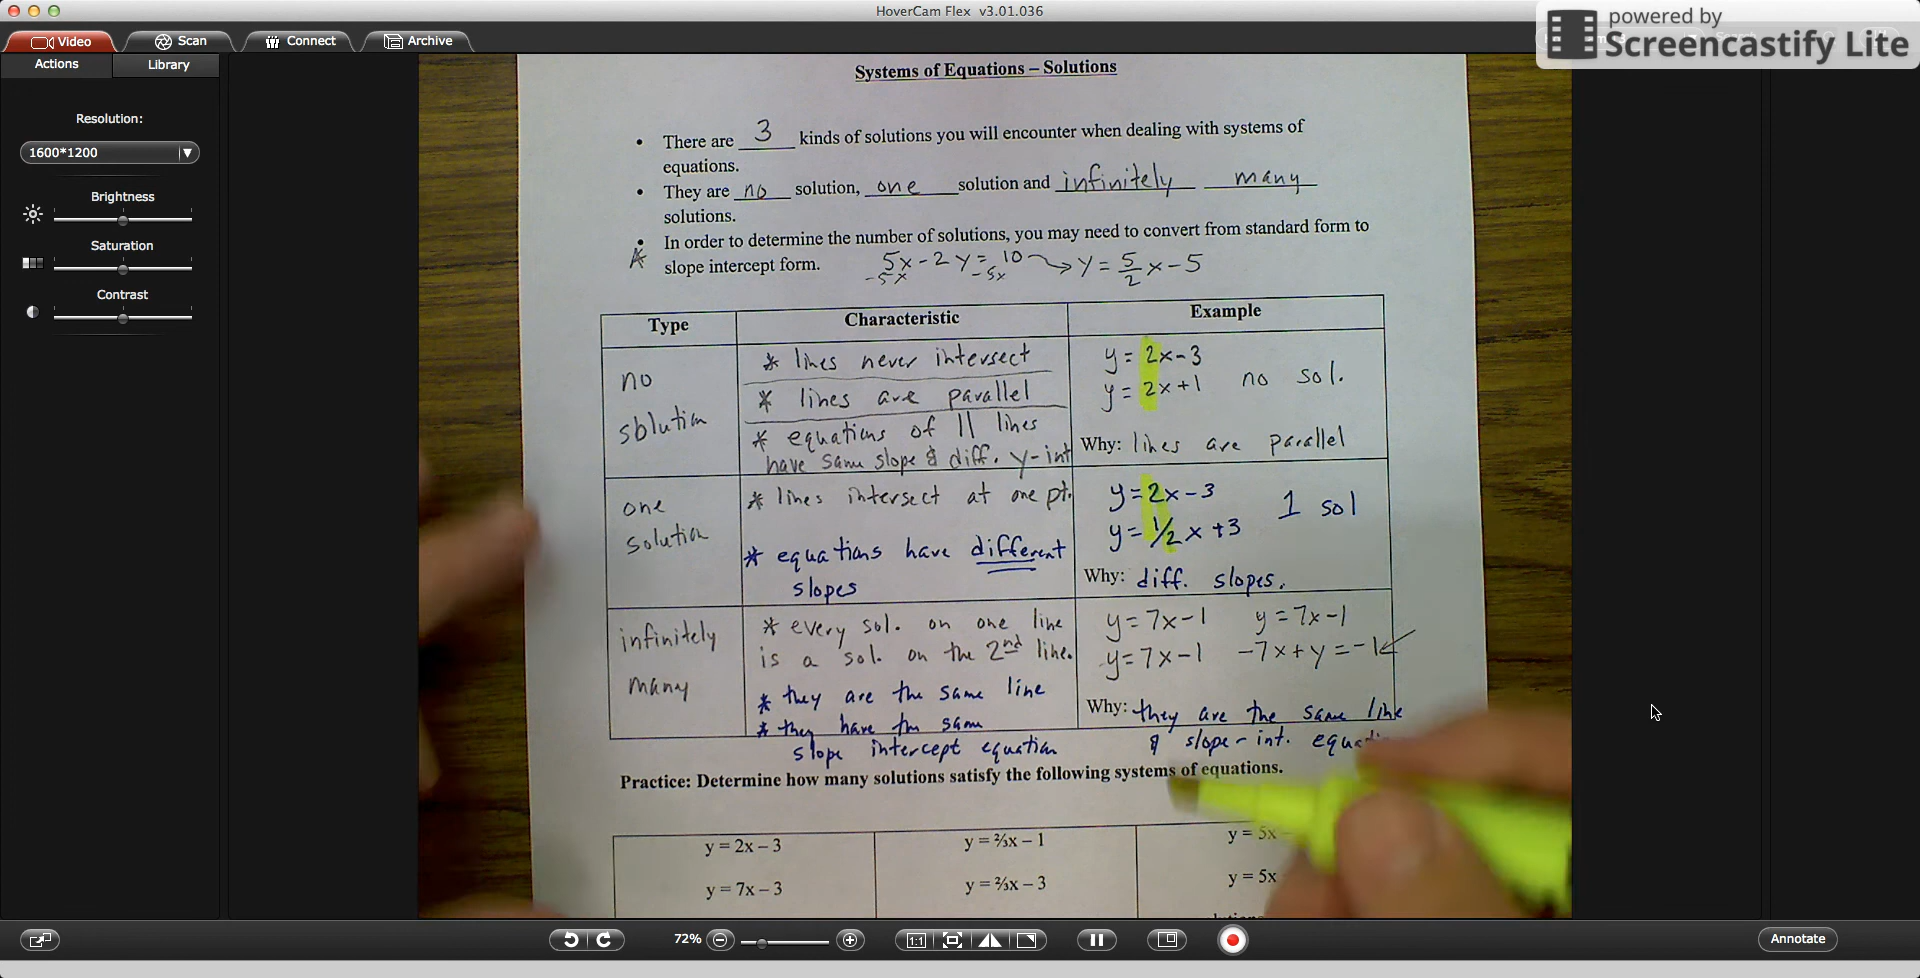 HoverCam Flex v3.01.036
powered by
Screencastify Lite
Video
Scan
Connect
Archive
Actions
Library
Resolution:
1600*1200
Brightness
Saturation
Contrast
Systems of Equations – Solutions
• There are 3 kinds of solutions you will encounter when dealing with systems of
equations.
• They are no solution, one solution and infinitely many
solutions.
• In order to determine the number of solutions, you may need to convert from standard form to
slope intercept form. 5x - 2y = 10 → y = 5/2 x - 5
-5x -5x
Type Characteristic Example
no
solution
* lines never intersect
* lines are parallel
* equations of || lines
have same slope & diff. y-int
y = 2x - 3
y = 2x + 1 no sol.
Why: lines are parallel
one
solution
* lines intersect at one pt.
* equations have different
slopes
y = 2x - 3 1 sol
y = 1/2 x + 3
Why: diff. slopes.
infinitely
many
* every sol. on one line
is a sol. on the 2nd line.
* they are the same line
* they have the same
slope intercept equation
y = 7x - 1 y = 7x - 1
y = 7x - 1 -7x + y = -1
Why: they are the same line
& slope-int.
Practice: Determine how many solutions satisfy the following systems of equations.
y = 2x – 3 y = ⅔x – 1 y = 5x
y = 7x – 3 y = ⅔x – 3 y = 5x
72%
1:1
Annotate